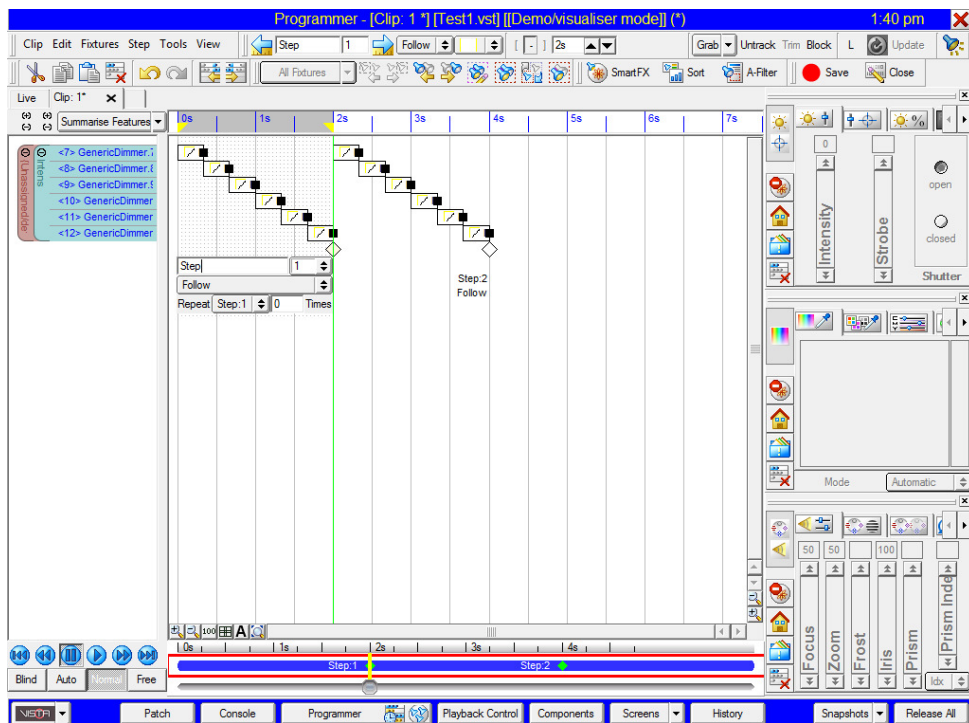 Programmer - [Clip: 1 *] [Test1.vst] [[Demo/visualiser mode]] (*) 1:40 pm
Clip Edit Fixtures Step Tools View Step 1 Follow [ - ] 2s Grab Untrack Trim Block L Update
All Fixtures SmartFX Sort A-Filter Save Close
Live Clip: 1*
Summarise Features
0s 1s 2s 3s 4s 5s 6s 7s
(Unassigned)de
Intens
<7> GenericDimmer.7
<8> GenericDimmer.8
<9> GenericDimmer.9
<10> GenericDimmer
<11> GenericDimmer
<12> GenericDimmer
Step 1
Follow
Repeat Step:1 0 Times
Step:2
Follow
0
Intensity
Strobe
open
closed
Shutter
Mode Automatic
50 50 100
Focus
Zoom
Frost
Iris
Prism
Prism Inde
Idx
100 A
0s 1s 2s 3s 4s
Step:1 Step:2
Blind Auto Normal Free
VISTA Patch Console Programmer Playback Control Components Screens History Snapshots Release All